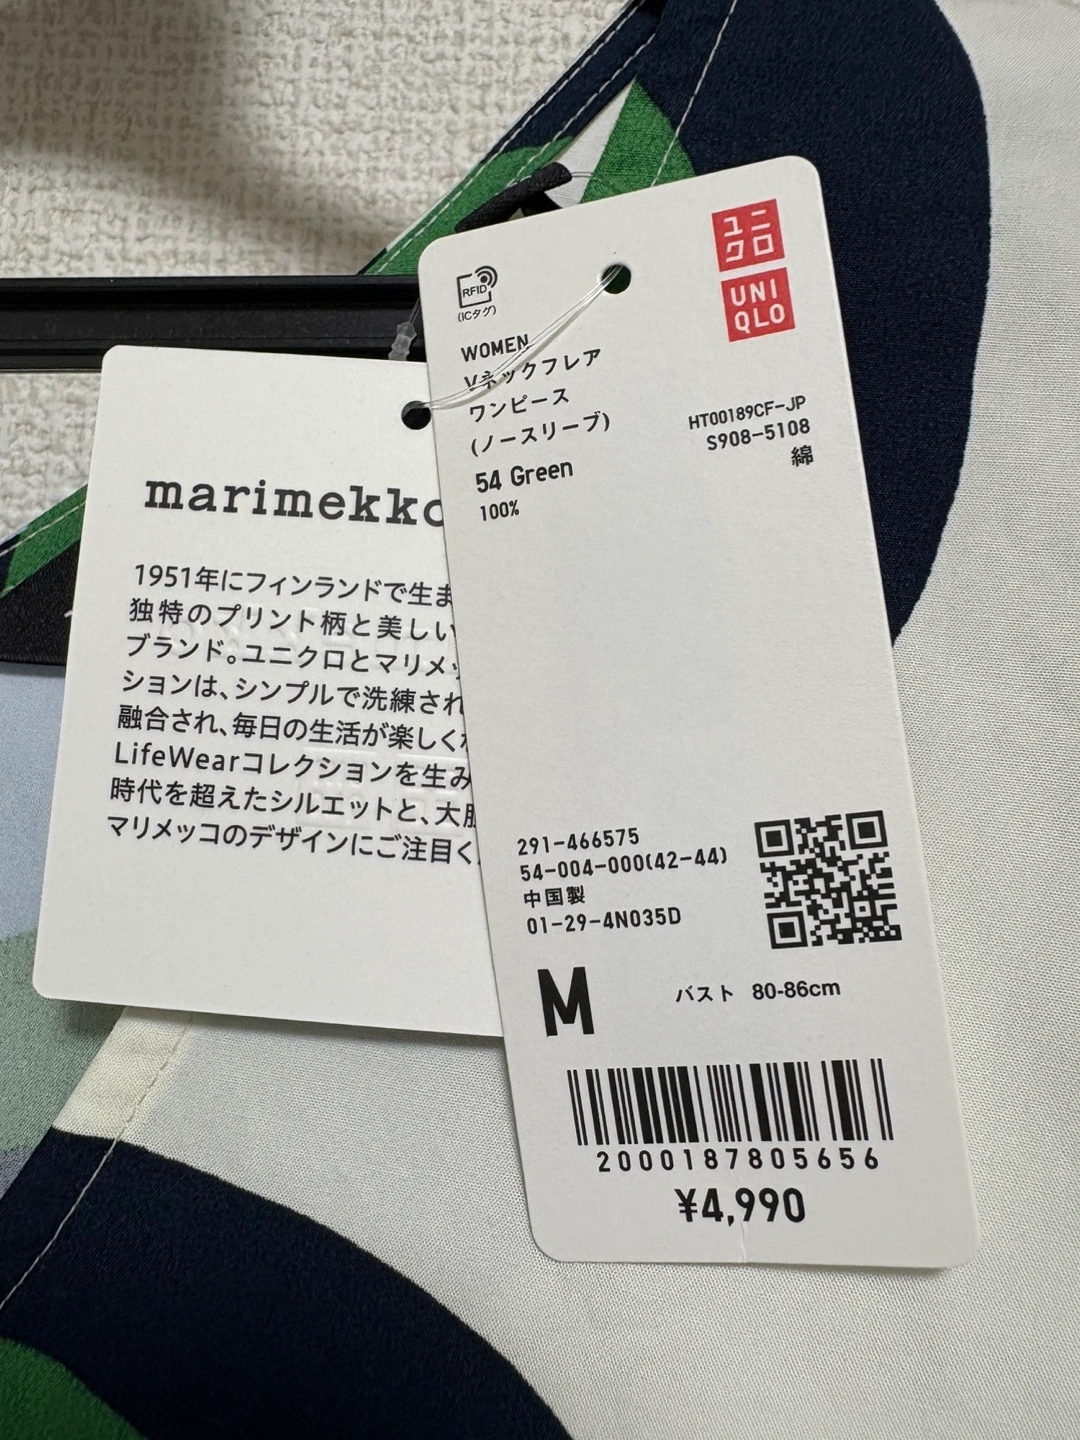 marimekko
1951年にフィンランドで生ま
独特のプリント柄と美しい
ブランド。ユニクロとマリメッ
ションは、シンプルで洗練され
融合され、毎日の生活が楽しく
LifeWearコレクションを生み
時代を超えたシルエットと、大胆
マリメッコのデザインにご注目く
ユニ
クロ
UNI
QLO
RFID
(ICタグ)
WOMEN
Vネックフレア
ワンピース
(ノースリーブ)
54 Green
100%
HT00189CF-JP
S908-5108
綿
291-466575
54-004-000(42-44)
中国製
01-29-4N035D
M
バスト 80-86cm
2000187805656
¥4,990